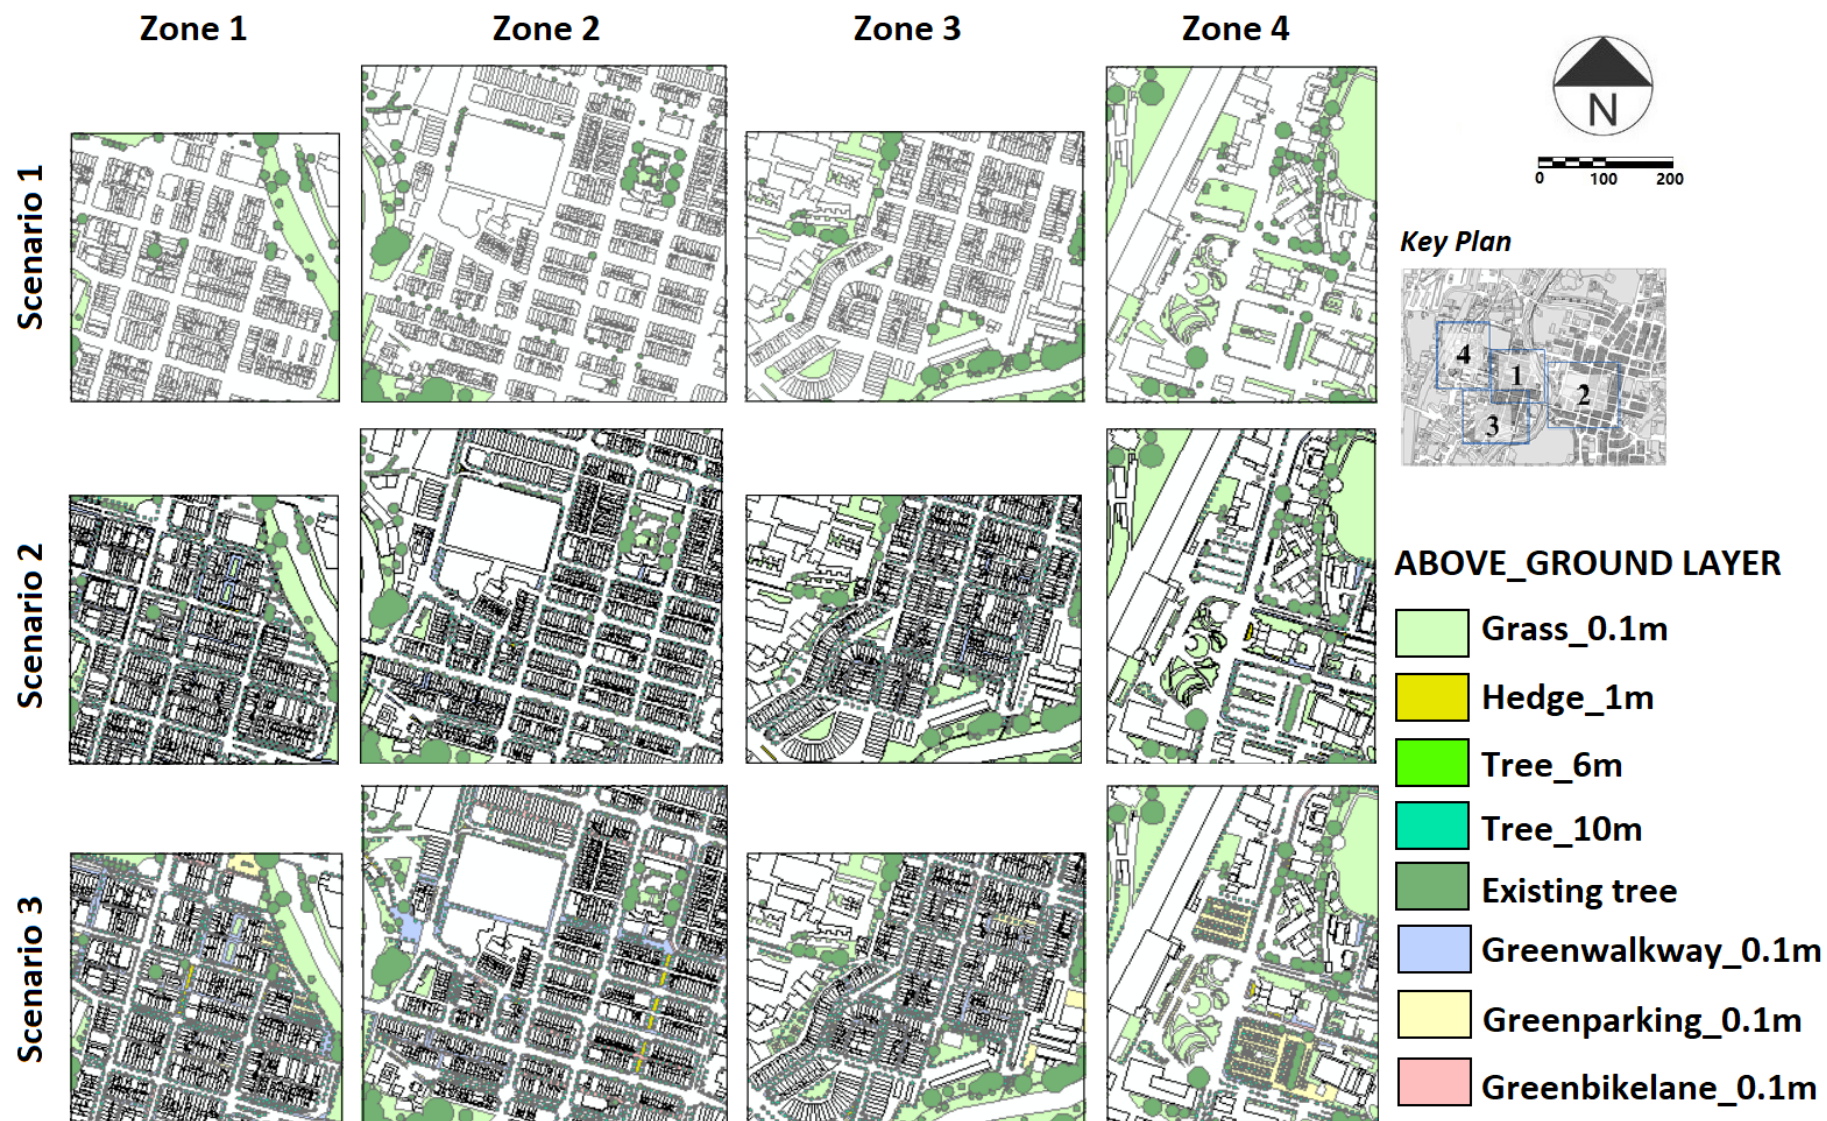 Zone 1
Zone 2
Zone 3
Zone 4
N
0 100 200
Scenario 1
Key Plan
4
1
2
3
Scenario 2
ABOVE_GROUND LAYER
Grass_0.1m
Hedge_1m
Tree_6m
Tree_10m
Scenario 3
Existing tree
Greenwalkway_0.1m
Greenparking_0.1m
Greenbikelane_0.1m